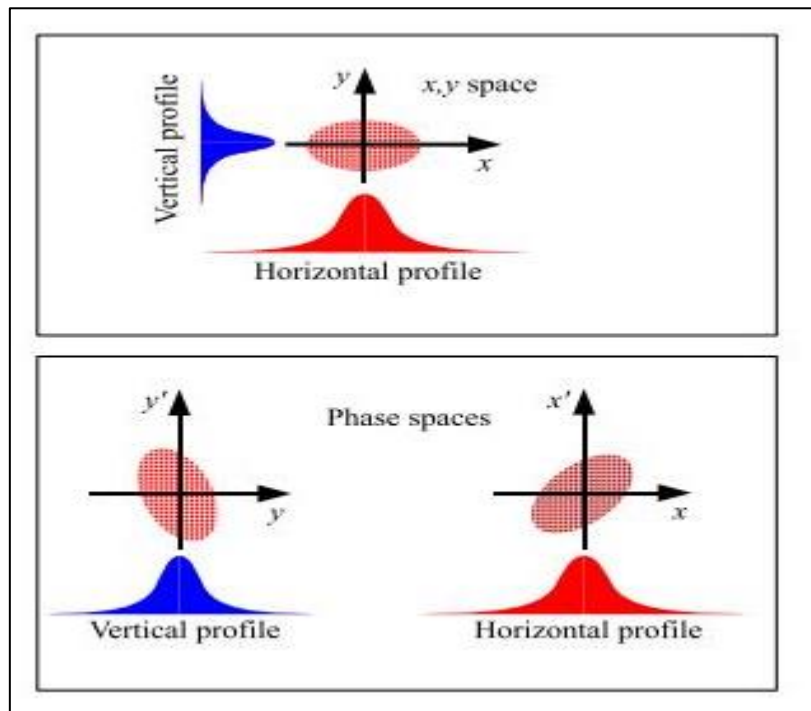 y
x,y space
Vertical profile
x
Horizontal profile
y'
Phase spaces
x'
y
x
Vertical profile
Horizontal profile